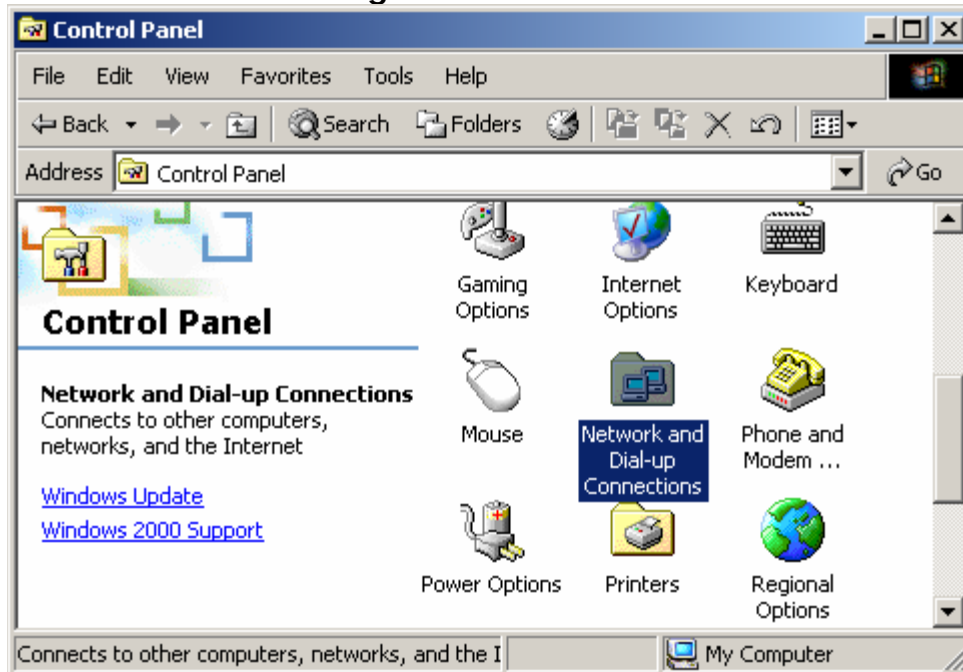 Control Panel
File Edit View Favorites Tools Help
Back Search Folders
Address Control Panel Go
Control Panel
Network and Dial-up Connections
Connects to other computers,
networks, and the Internet
Windows Update
Windows 2000 Support
Gaming
Options
Internet
Options
Keyboard
Mouse
Network and
Dial-up
Connections
Phone and
Modem ...
Power Options
Printers
Regional
Options
Connects to other computers, networks, and the I
My Computer